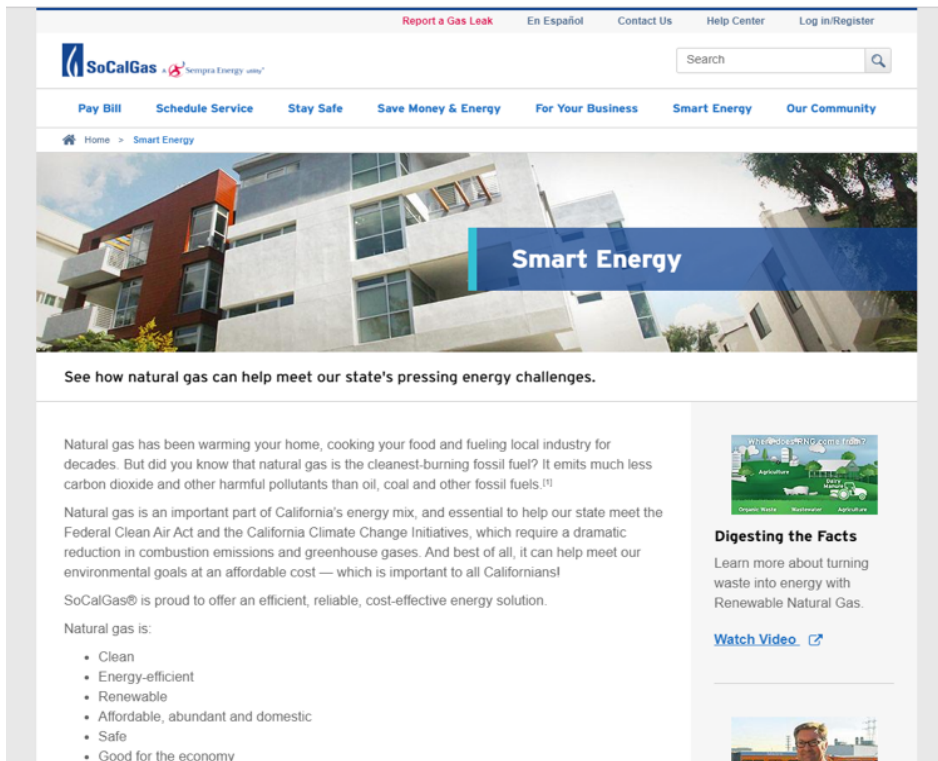 Report a Gas Leak En Español Contact Us Help Center Log in/Register
SoCalGas A Sempra Energy utility®
Search
Pay Bill Schedule Service Stay Safe Save Money & Energy For Your Business Smart Energy Our Community
Home > Smart Energy
Smart Energy
See how natural gas can help meet our state's pressing energy challenges.
Natural gas has been warming your home, cooking your food and fueling local industry for
decades. But did you know that natural gas is the cleanest-burning fossil fuel? It emits much less
carbon dioxide and other harmful pollutants than oil, coal and other fossil fuels.[1]
Natural gas is an important part of California's energy mix, and essential to help our state meet the
Federal Clean Air Act and the California Climate Change Initiatives, which require a dramatic
reduction in combustion emissions and greenhouse gases. And best of all, it can help meet our
environmental goals at an affordable cost — which is important to all Californians!
SoCalGas® is proud to offer an efficient, reliable, cost-effective energy solution.
Natural gas is:
• Clean
• Energy-efficient
• Renewable
• Affordable, abundant and domestic
• Safe
• Good for the economy
Where does RNG come from?
Agriculture
Dairy
Manure
Organic Waste Wastewater Agriculture
Digesting the Facts
Learn more about turning
waste into energy with
Renewable Natural Gas.
Watch Video